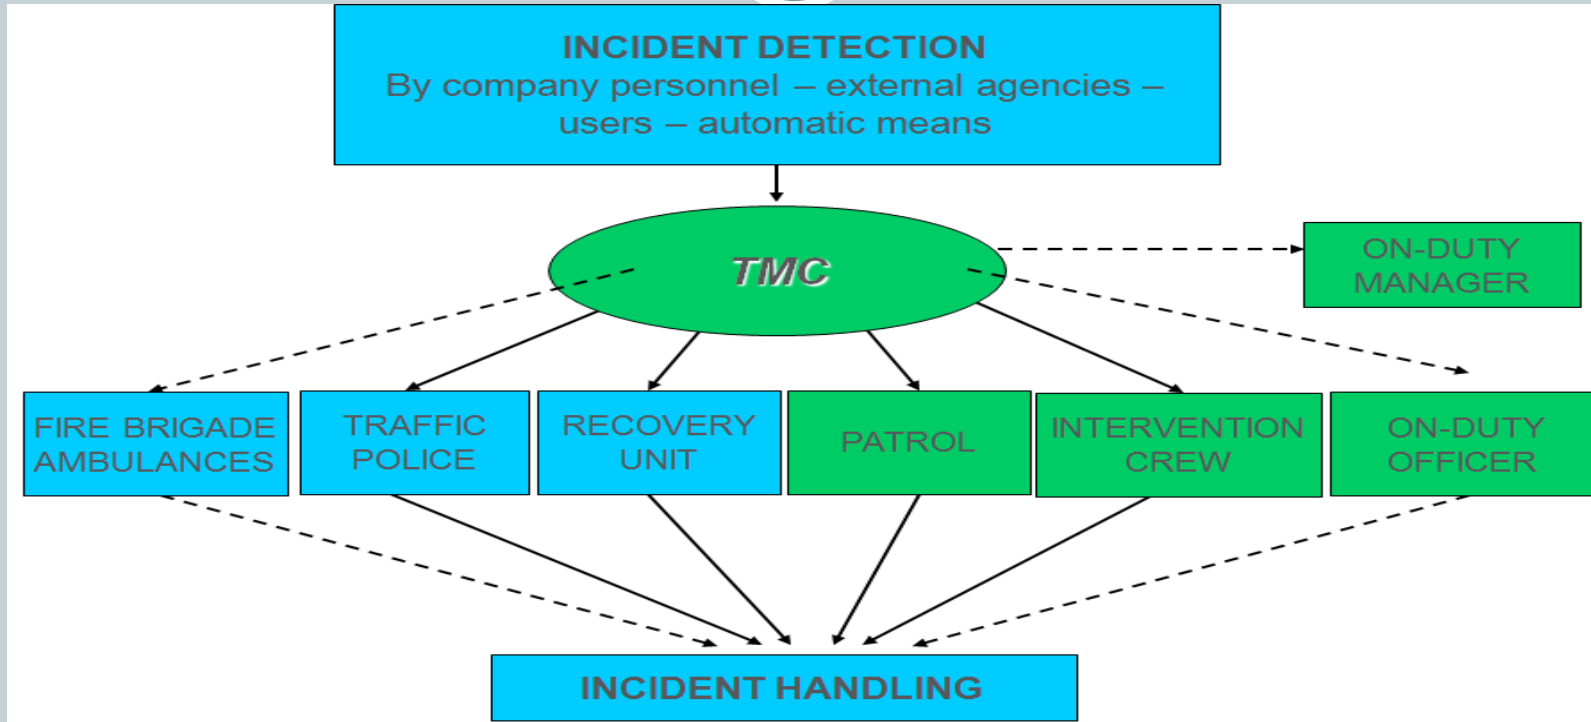 INCIDENT DETECTION
By company personnel – external agencies –
users – automatic means
TMC
ON-DUTY
MANAGER
FIRE BRIGADE
AMBULANCES
TRAFFIC
POLICE
RECOVERY
UNIT
PATROL
INTERVENTION
CREW
ON-DUTY
OFFICER
INCIDENT HANDLING